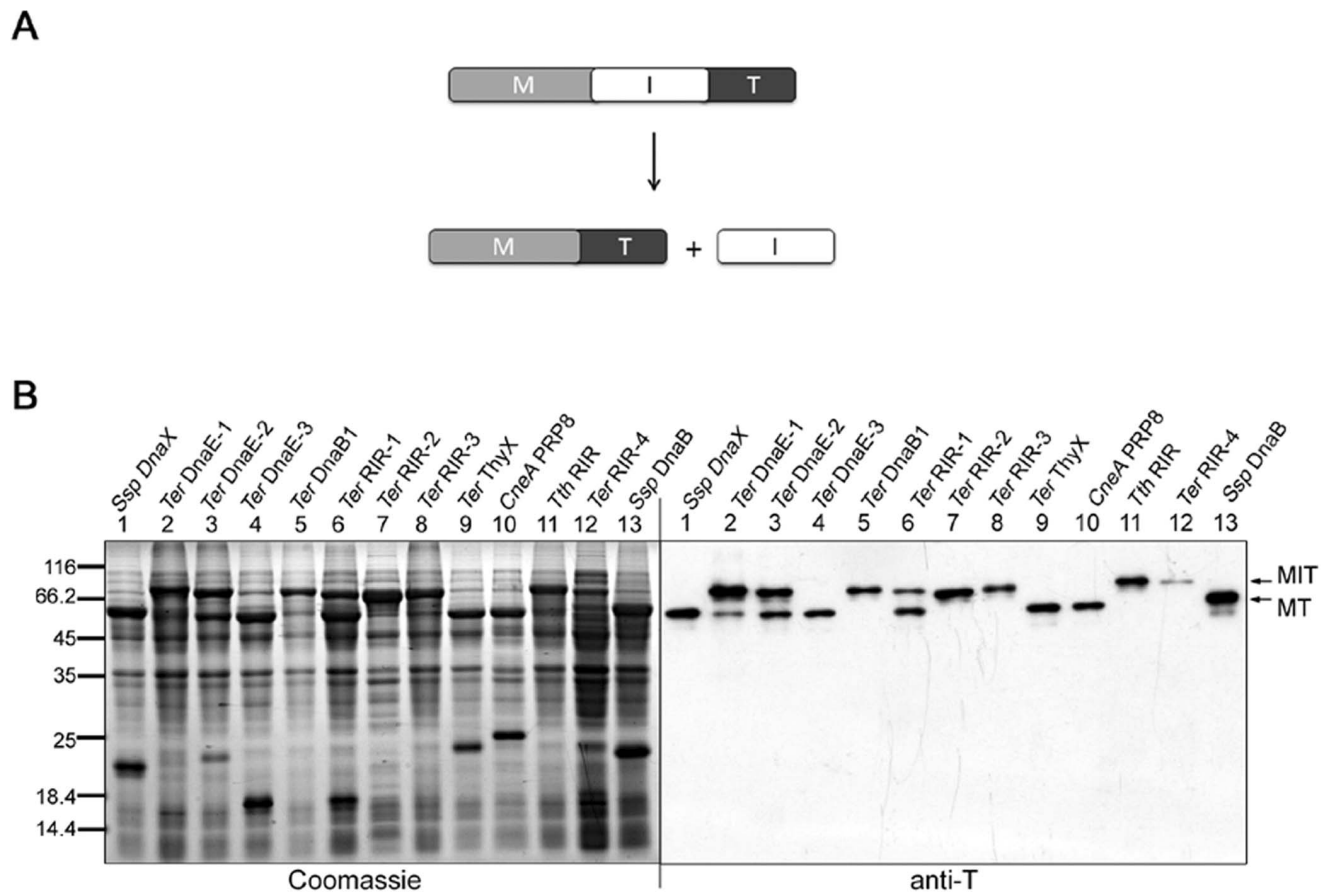 A
M I T
M T + I
B
Ssp DnaX Ter DnaE-1 Ter DnaE-2 Ter DnaE-3 Ter DnaB1 Ter RIR-1 Ter RIR-2 Ter RIR-3 Ter ThyX CneA PRP8 Tth RIR Ter RIR-4 Ssp DnaB Ssp DnaX Ter DnaE-1 Ter DnaE-2 Ter DnaE-3 Ter DnaB1 Ter RIR-1 Ter RIR-2 Ter RIR-3 Ter ThyX CneA PRP8 Tth RIR Ter RIR-4 Ssp DnaB
1 2 3 4 5 6 7 8 9 10 11 12 13 1 2 3 4 5 6 7 8 9 10 11 12 13
116
MIT
66.2
MT
45
35
25
18.4
14.4
Coomassie anti-T